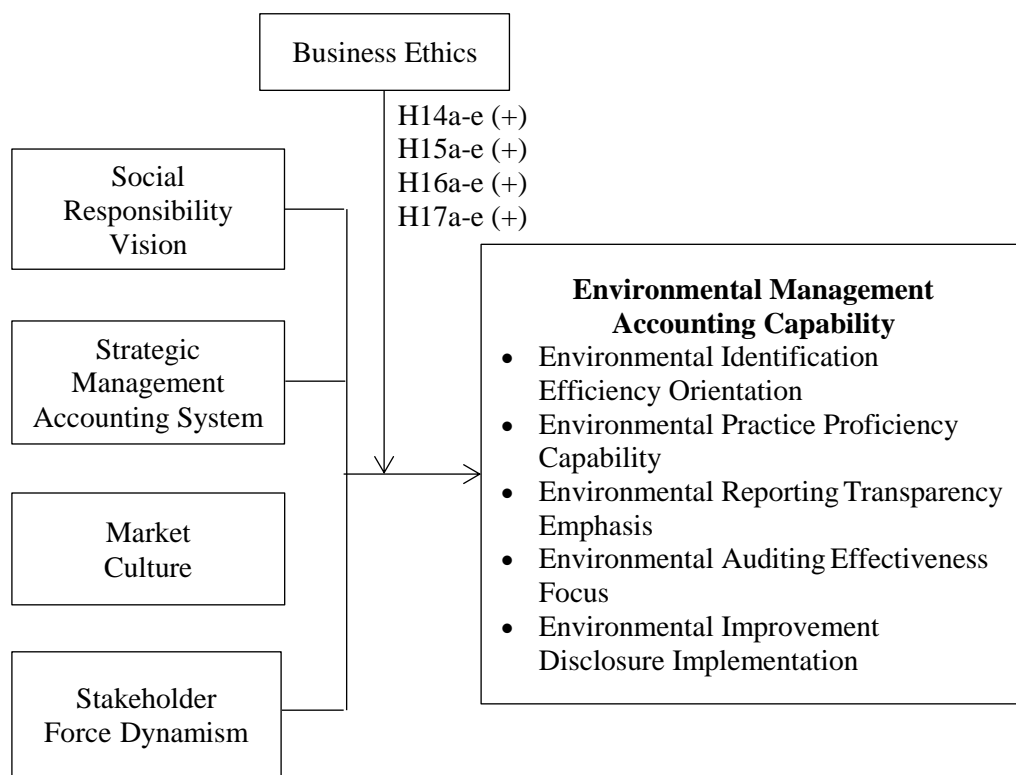 Business Ethics
H14a-e (+)
H15a-e (+)
H16a-e (+)
H17a-e (+)
Social
Responsibility
Vision
Strategic
Management
Accounting System
Market
Culture
Stakeholder
Force Dynamism
Environmental Management
Accounting Capability
• Environmental Identification
Efficiency Orientation
• Environmental Practice Proficiency
Capability
• Environmental Reporting Transparency
Emphasis
• Environmental Auditing Effectiveness
Focus
• Environmental Improvement
Disclosure Implementation